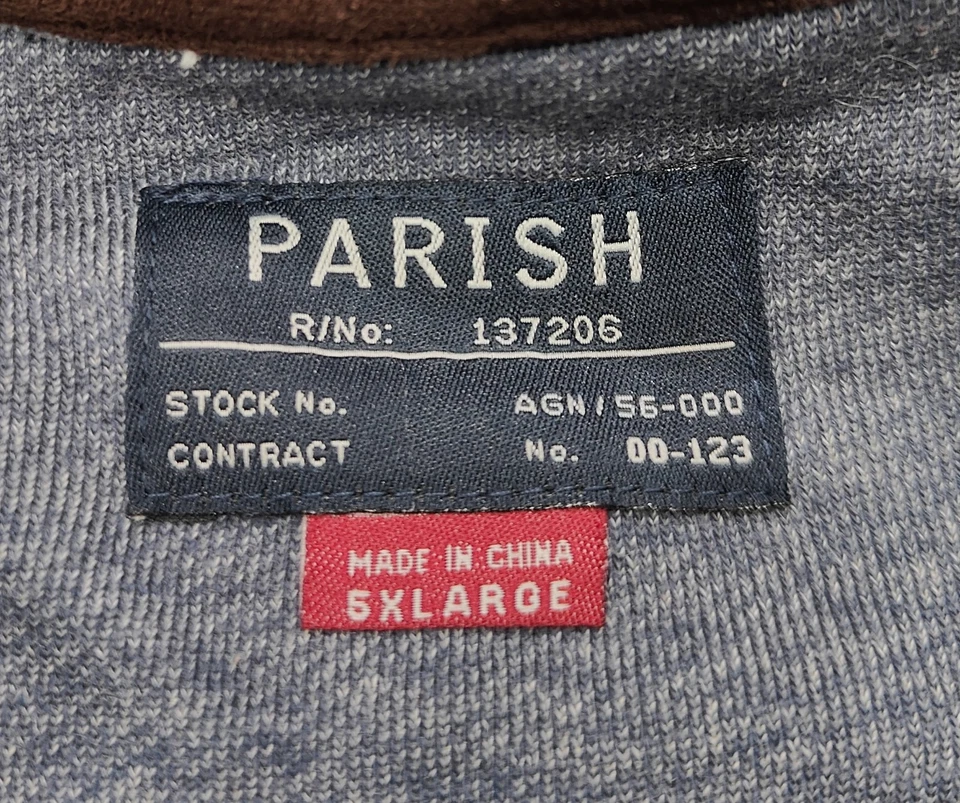 PARISH
R/No: 137206
STOCK No. AGN/56-000
CONTRACT No. 00-123
MADE IN CHINA
5XLARGE